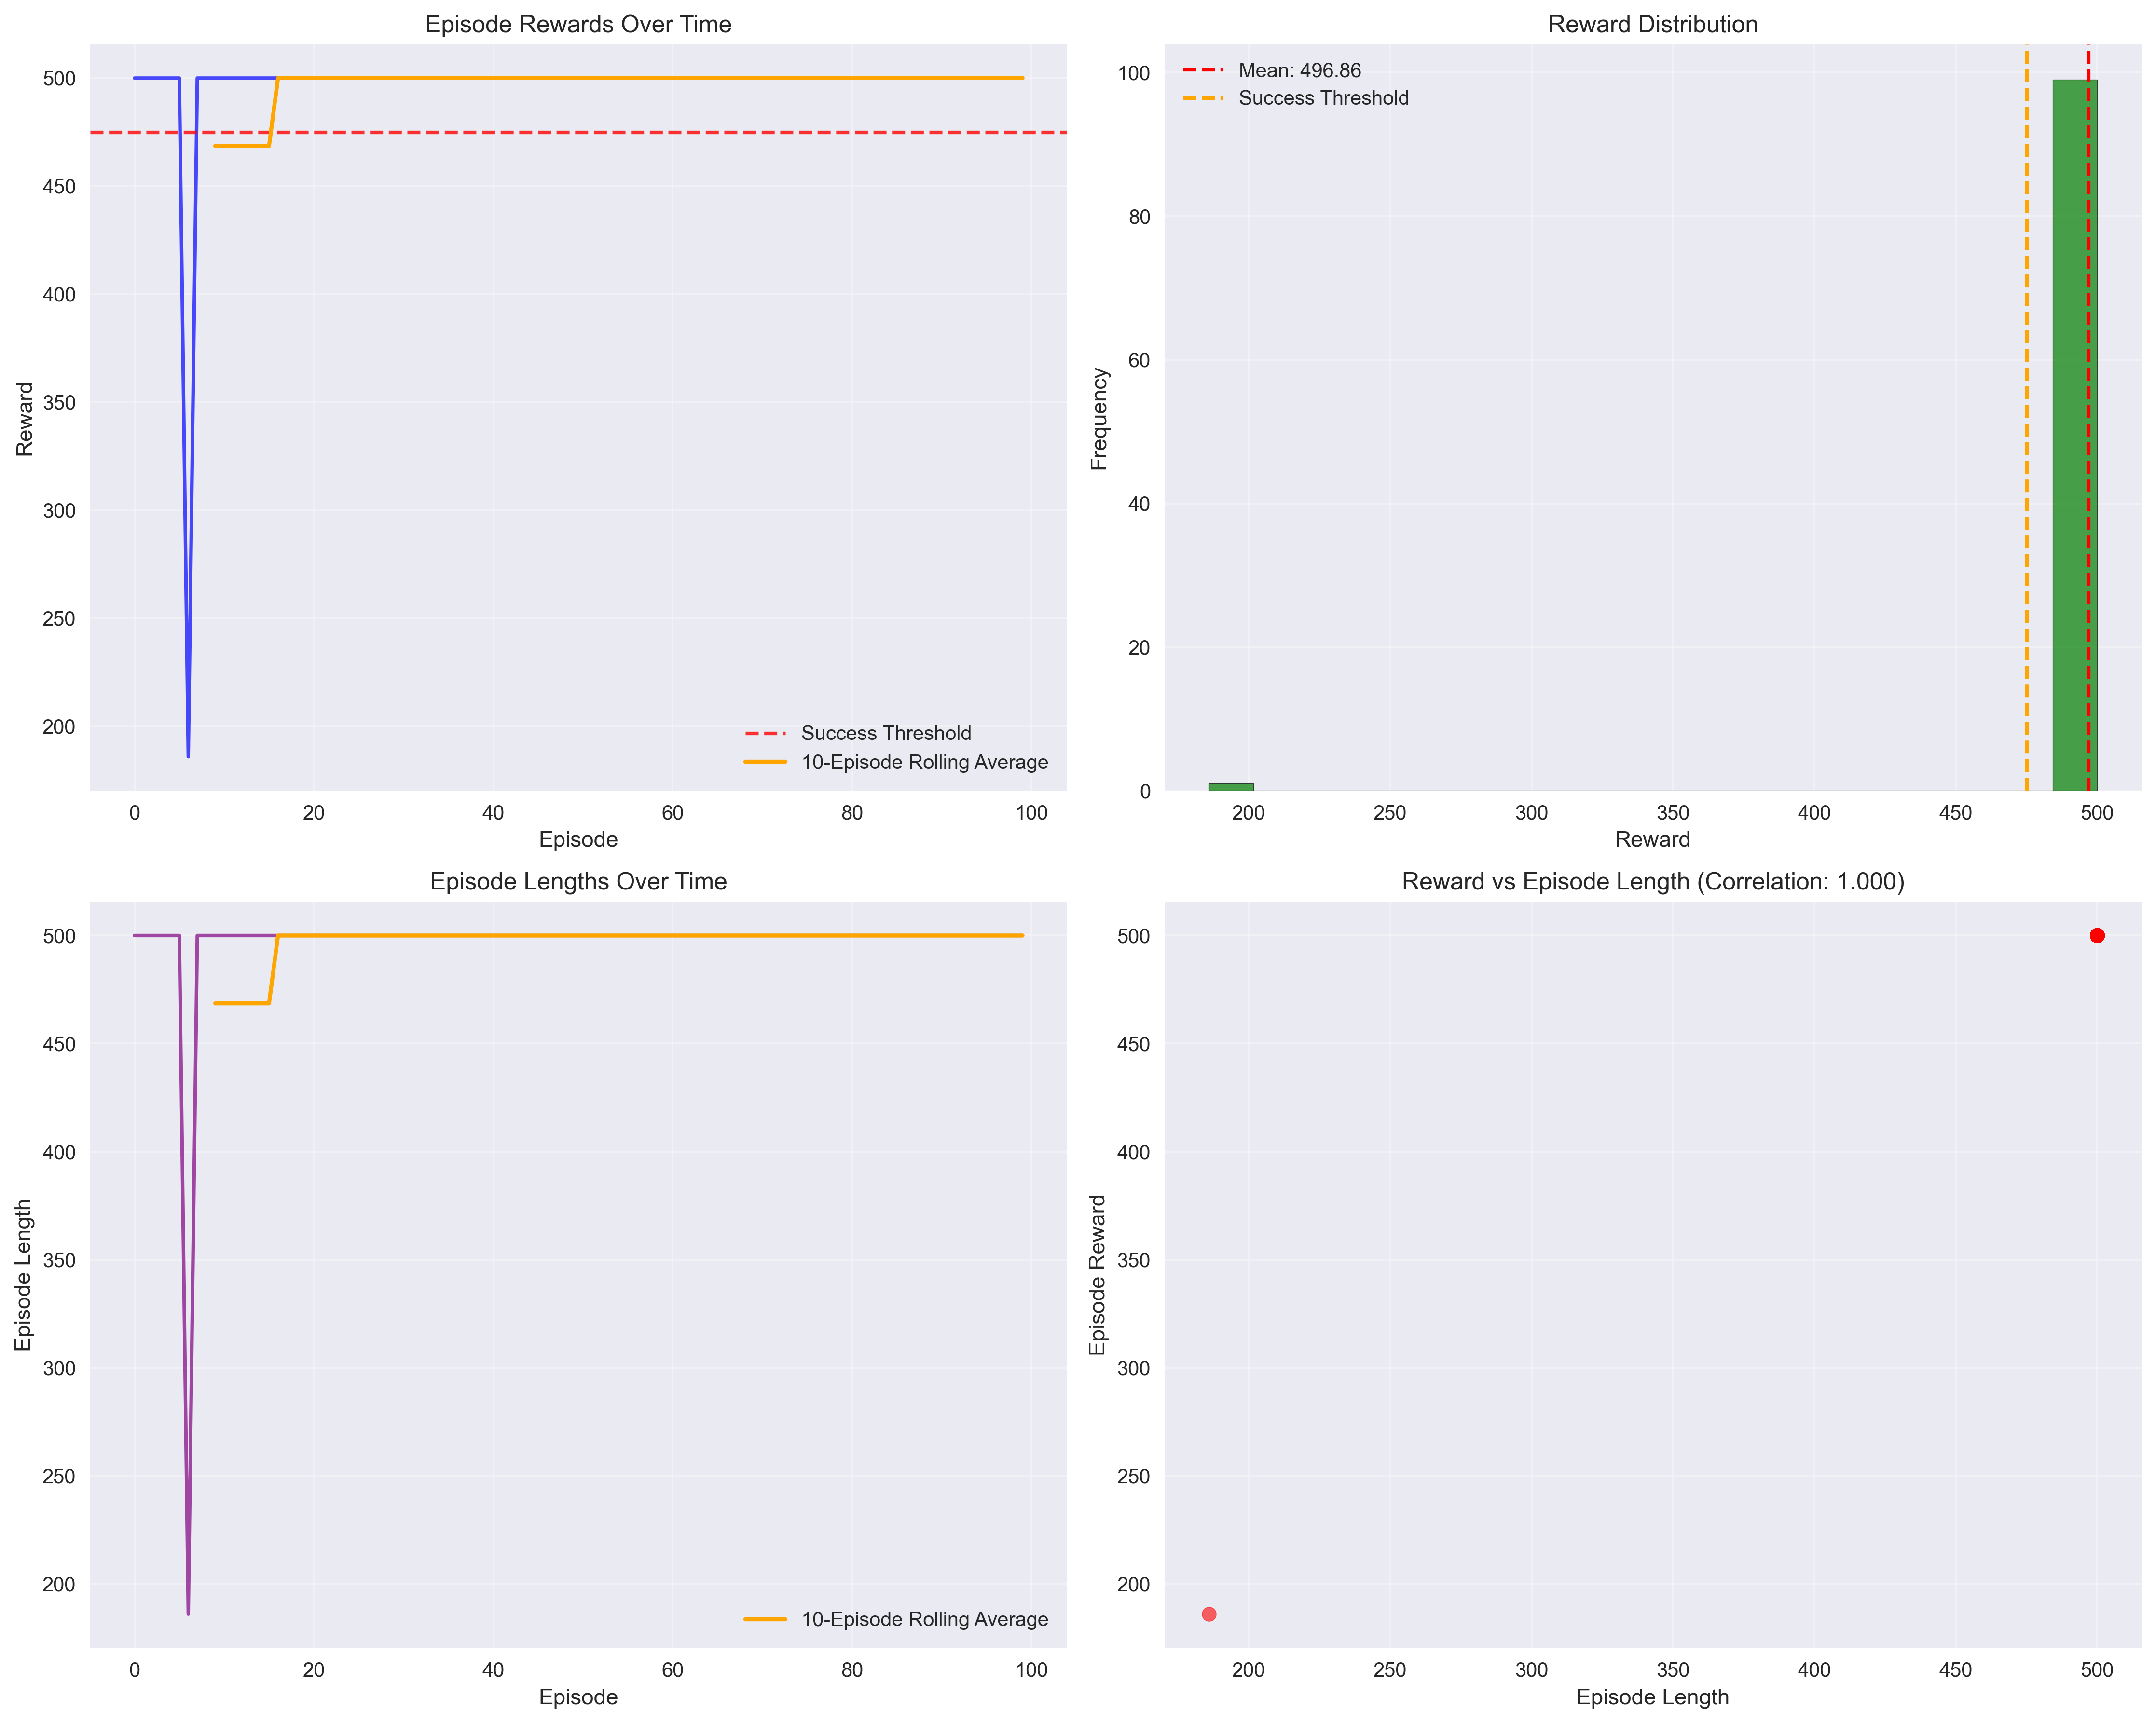 Episode Rewards Over Time
500
450
400
350
300
250
200
Reward
Success Threshold
10-Episode Rolling Average
0 20 40 60 80 100
Episode
Reward Distribution
Mean: 496.86
Success Threshold
100
80
60
40
20
0
Frequency
200 250 300 350 400 450 500
Reward
Episode Lengths Over Time
500
450
400
350
300
250
200
Episode Length
10-Episode Rolling Average
0 20 40 60 80 100
Episode
Reward vs Episode Length (Correlation: 1.000)
500
450
400
350
300
250
200
Episode Reward
200 250 300 350 400 450 500
Episode Length